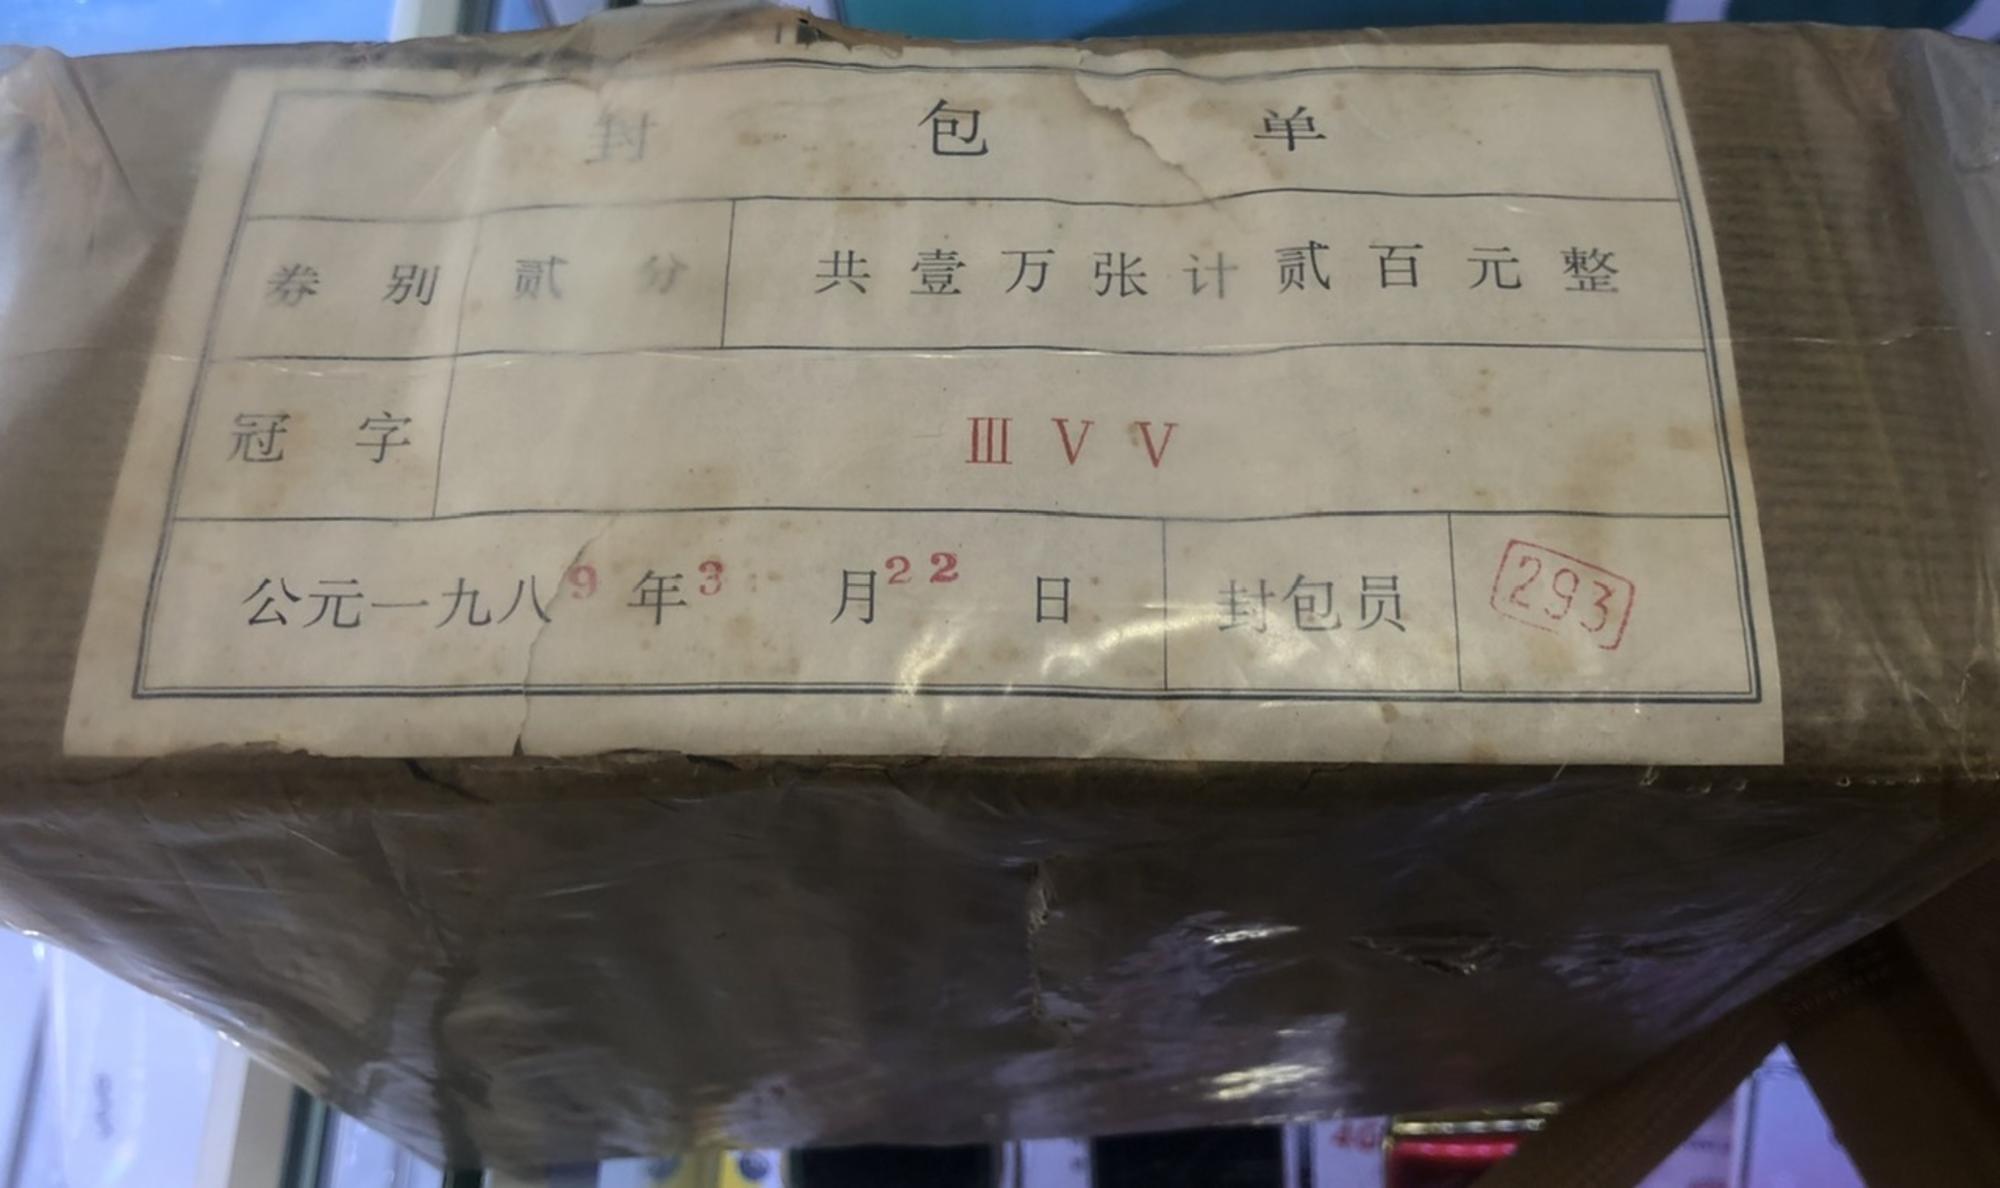 封包单
券别 贰分 共壹万张计贰百元整
冠字 Ⅲ V V
公元一九八9年3月22日 封包员 293